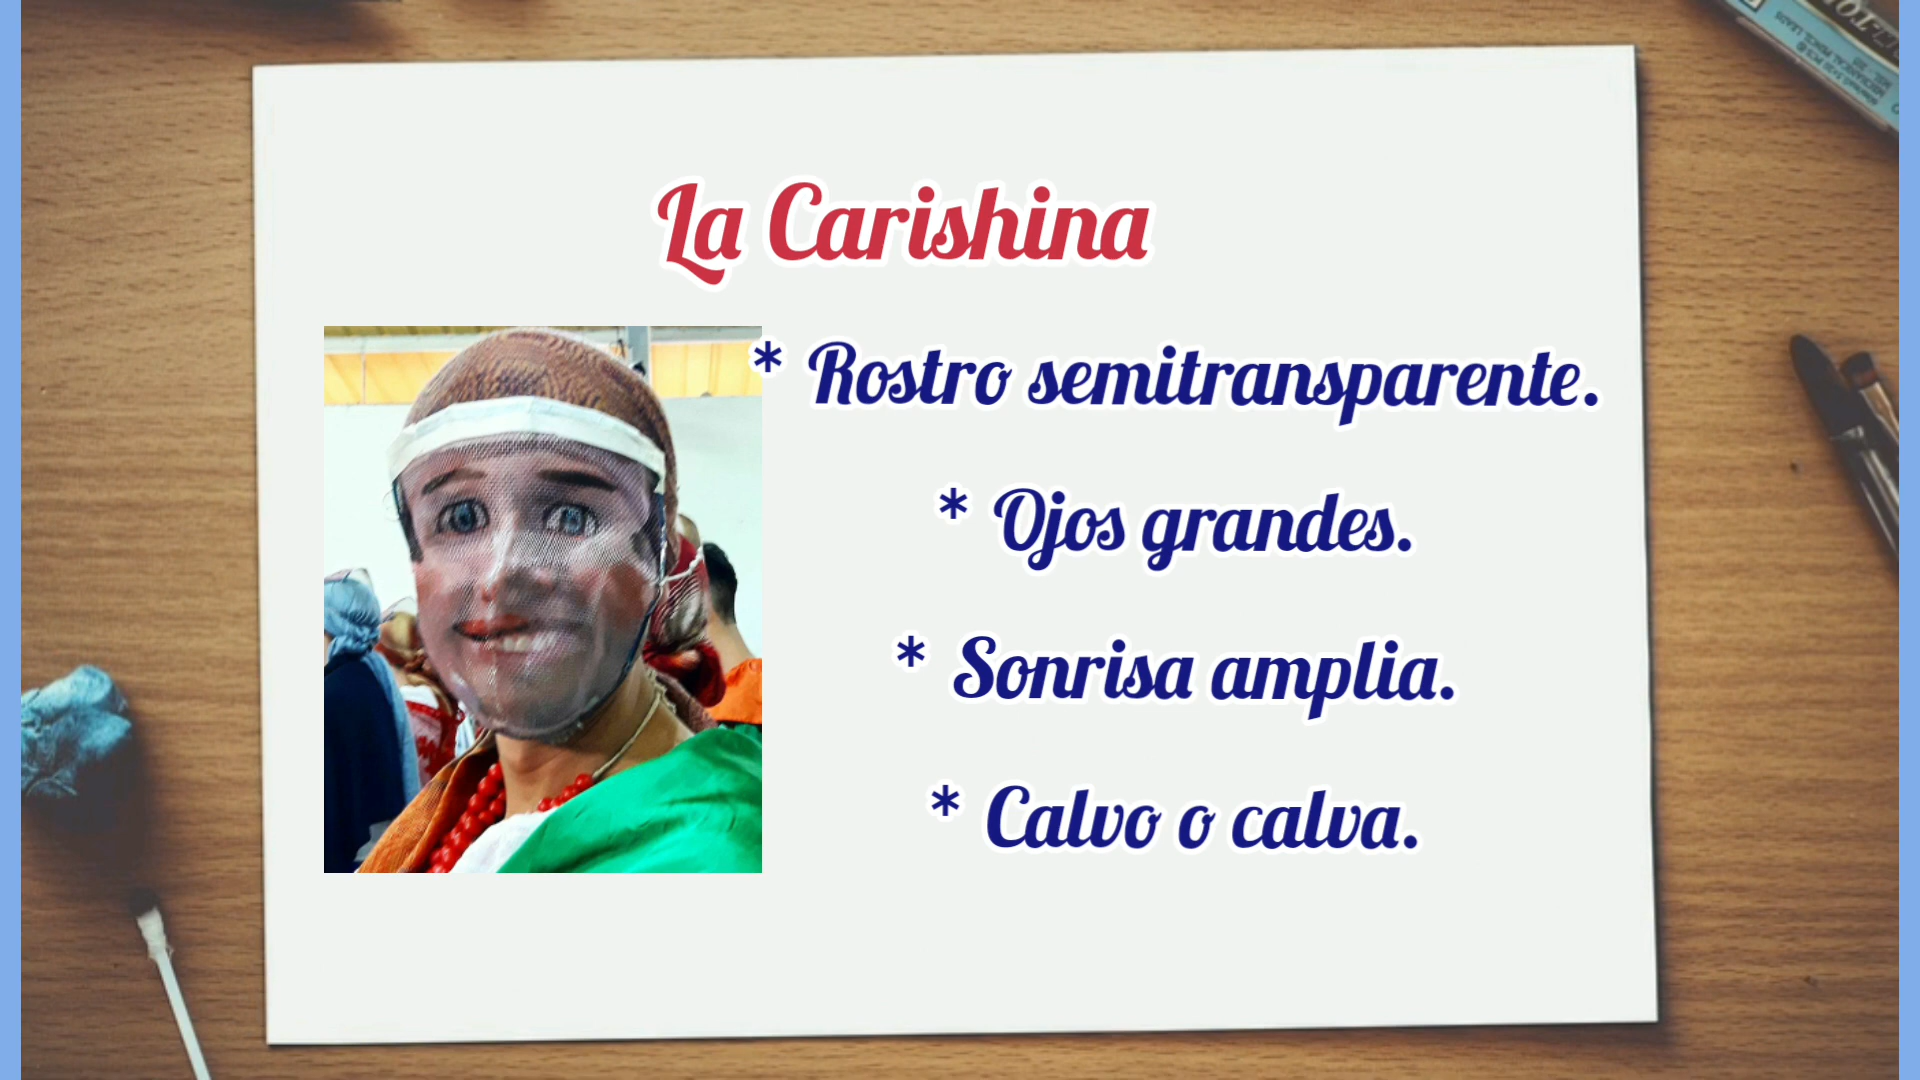 La Carishina
* Rostro semitransparente.
* Ojos grandes.
* Sonrisa amplia.
* Calvo o calva.